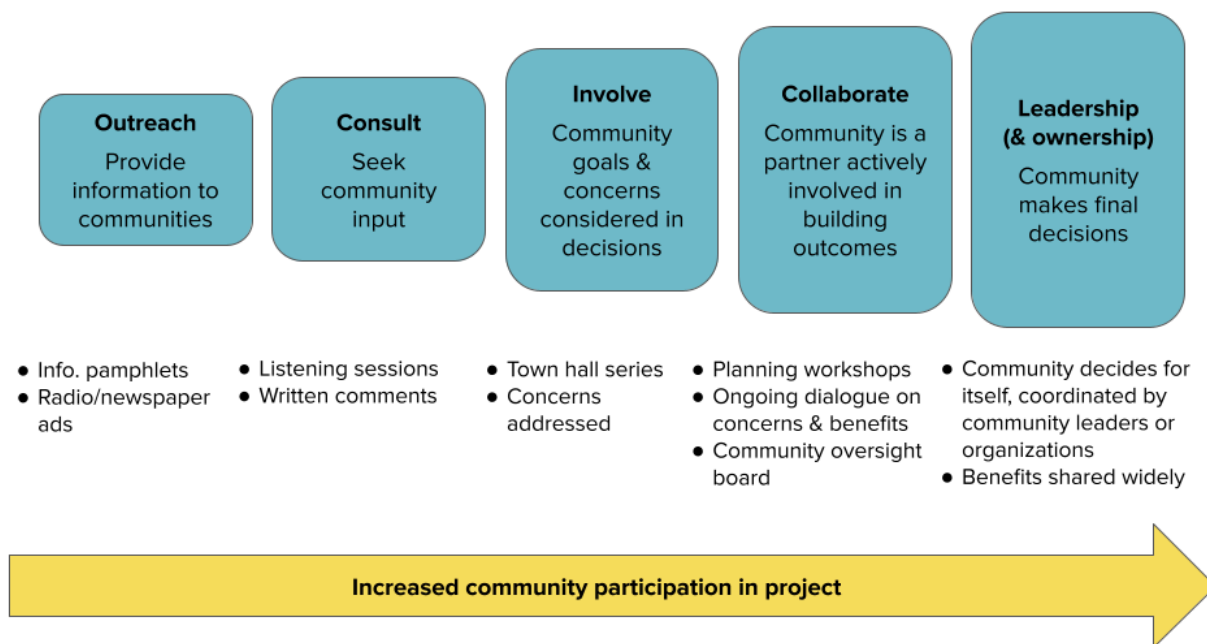 Outreach
Provide
information to
communities
Consult
Seek
community
input
Involve
Community
goals &
concerns
considered in
decisions
Collaborate
Community is a
partner actively
involved in
building
outcomes
Leadership
(& ownership)
Community
makes final
decisions
● Info. pamphlets
● Radio/newspaper
ads
● Listening sessions
● Written comments
● Town hall series
● Concerns
addressed
● Planning workshops
● Ongoing dialogue on
concerns & benefits
● Community oversight
board
● Community decides for
itself, coordinated by
community leaders or
organizations
● Benefits shared widely
Increased community participation in project